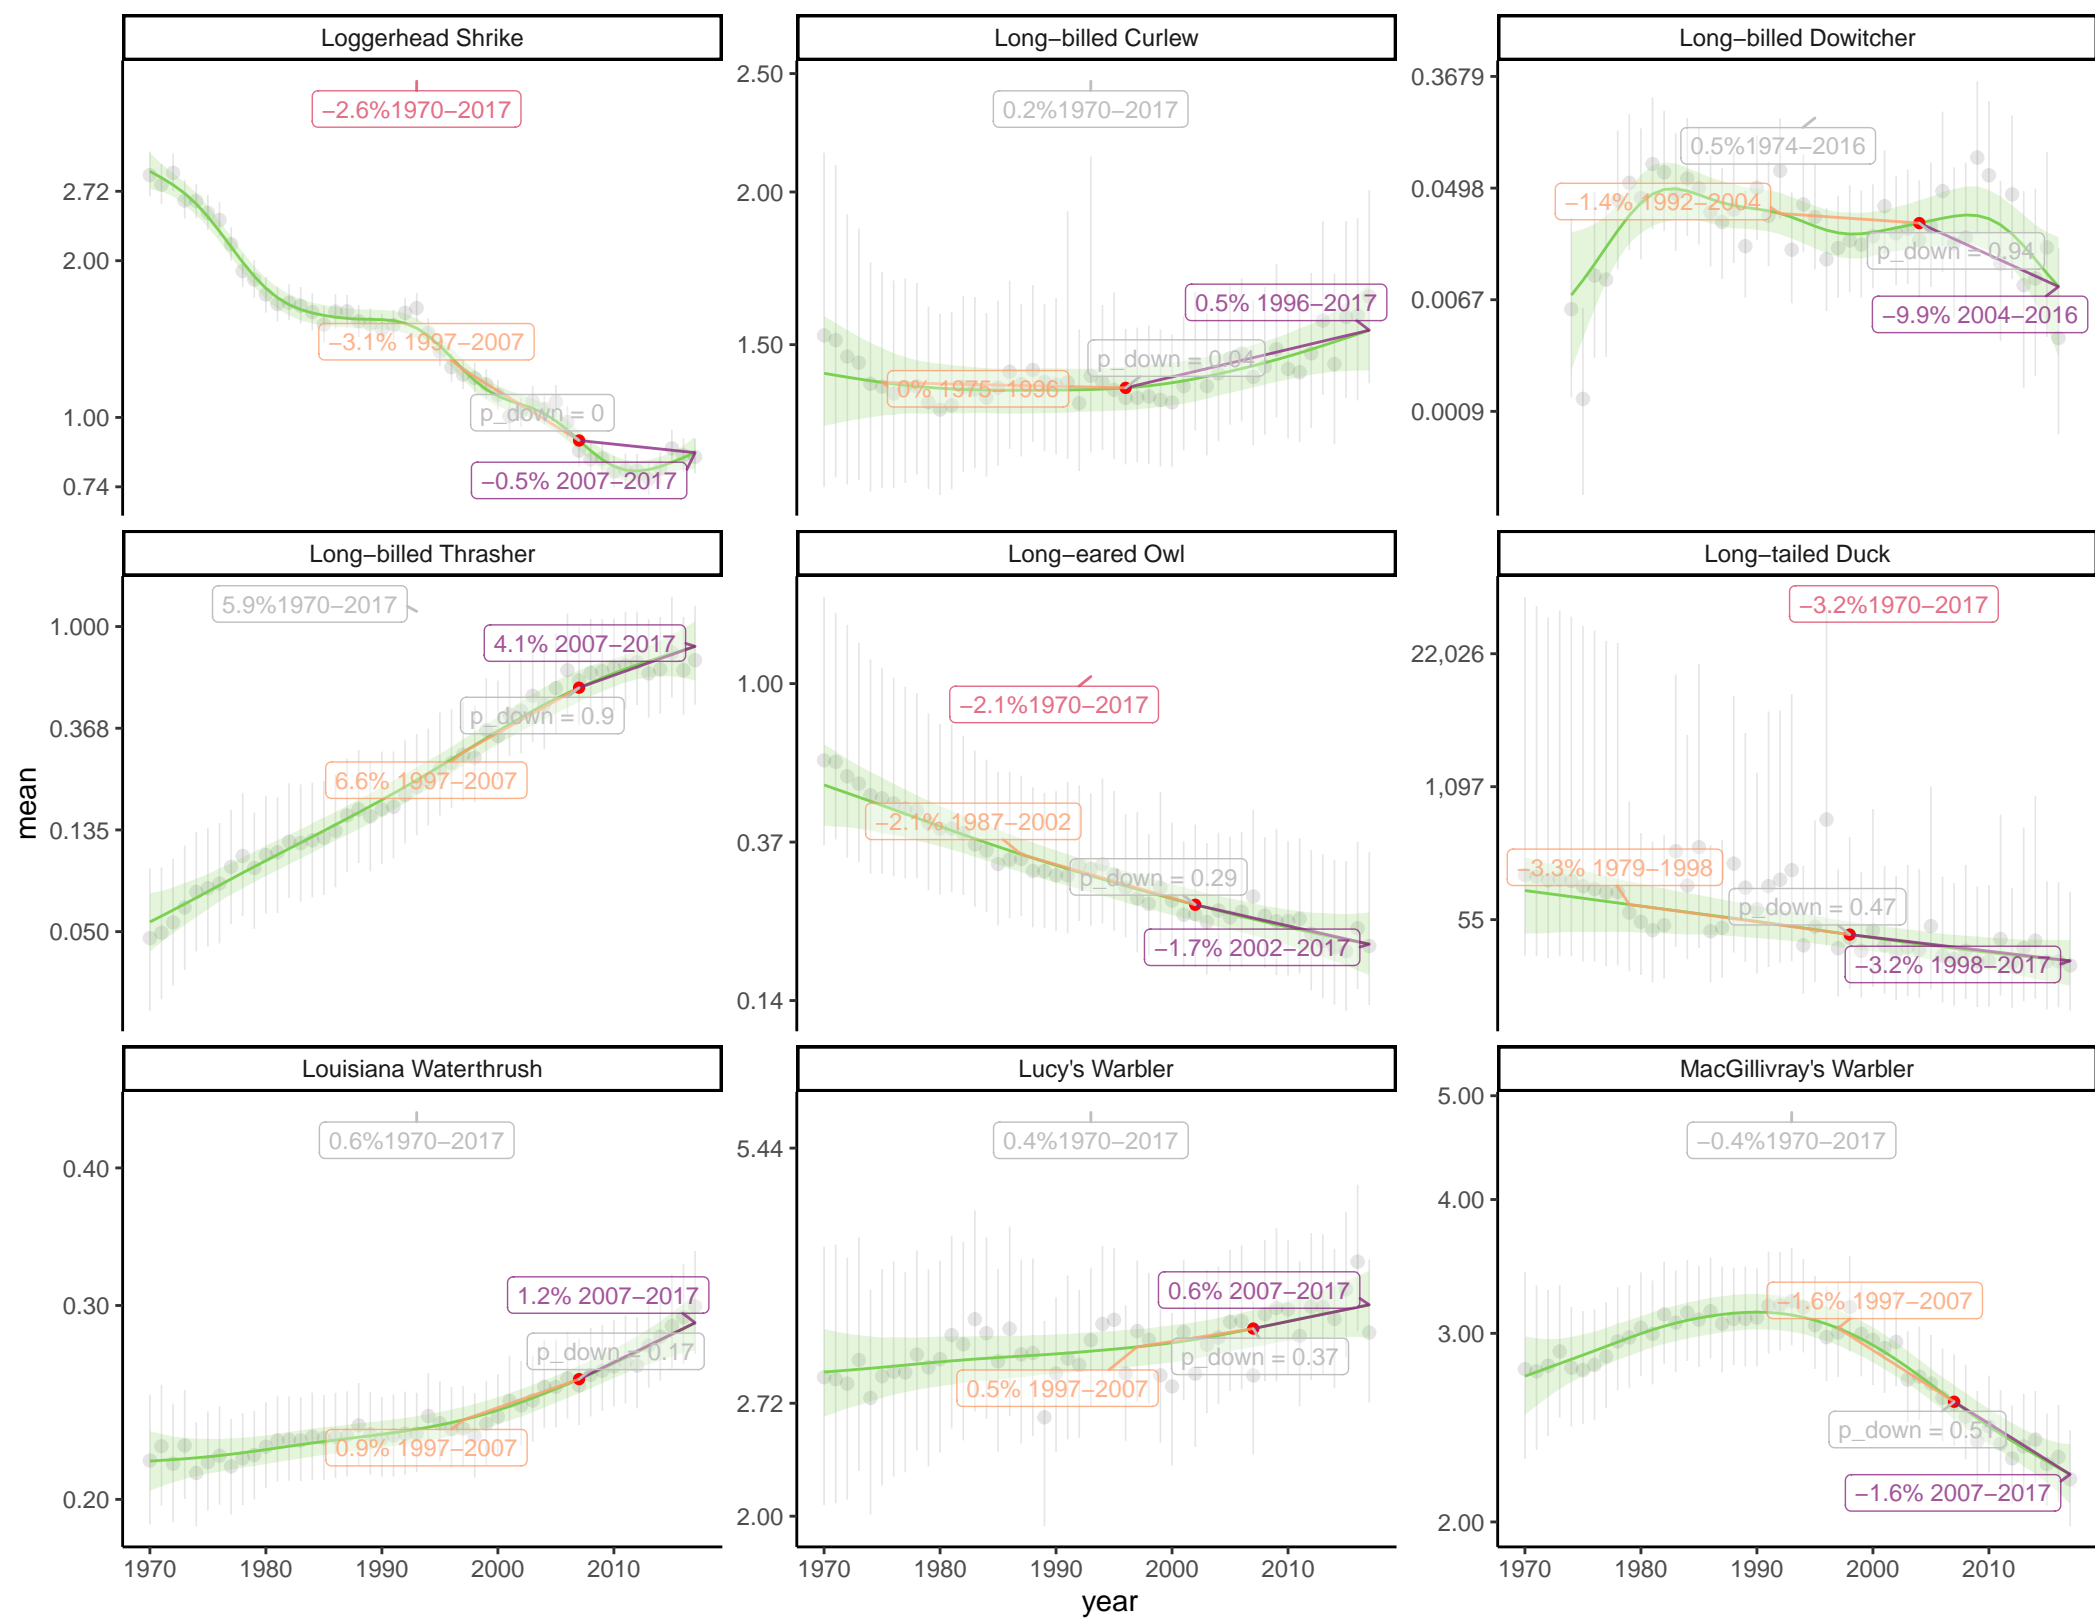 Loggerhead Shrike
−2.6%1970−2017
2.72
2.00
1.00
0.74
−3.1% 1997−2007
p_down = 0
−0.5% 2007−2017
Long−billed Curlew
2.50
2.00
1.50
0.2%1970−2017
0.5% 1996−2017
p_down = 0.04
0% 1975−1996
Long−billed Dowitcher
0.3679
0.0498
0.0067
0.0009
0.5%1974−2016
−1.4% 1992−2004
p_down = 0.94
−9.9% 2004−2016
Long−billed Thrasher
1.000
0.368
0.135
0.050
5.9%1970−2017
4.1% 2007−2017
p_down = 0.9
6.6% 1997−2007
Long−eared Owl
1.00
0.37
0.14
−2.1%1970−2017
−2.1% 1987−2002
p_down = 0.29
−1.7% 2002−2017
Long−tailed Duck
22,026
1,097
55
−3.2%1970−2017
−3.3% 1979−1998
p_down = 0.47
−3.2% 1998−2017
mean
Louisiana Waterthrush
0.40
0.30
0.20
0.6%1970−2017
1.2% 2007−2017
p_down = 0.17
0.9% 1997−2007
1970 1980 1990 2000 2010
Lucy's Warbler
5.44
2.72
2.00
0.4%1970−2017
0.6% 2007−2017
p_down = 0.37
0.5% 1997−2007
1970 1980 1990 2000 2010
MacGillivray's Warbler
5.00
4.00
3.00
2.00
−0.4%1970−2017
−1.6% 1997−2007
p_down = 0.51
−1.6% 2007−2017
1970 1980 1990 2000 2010
year